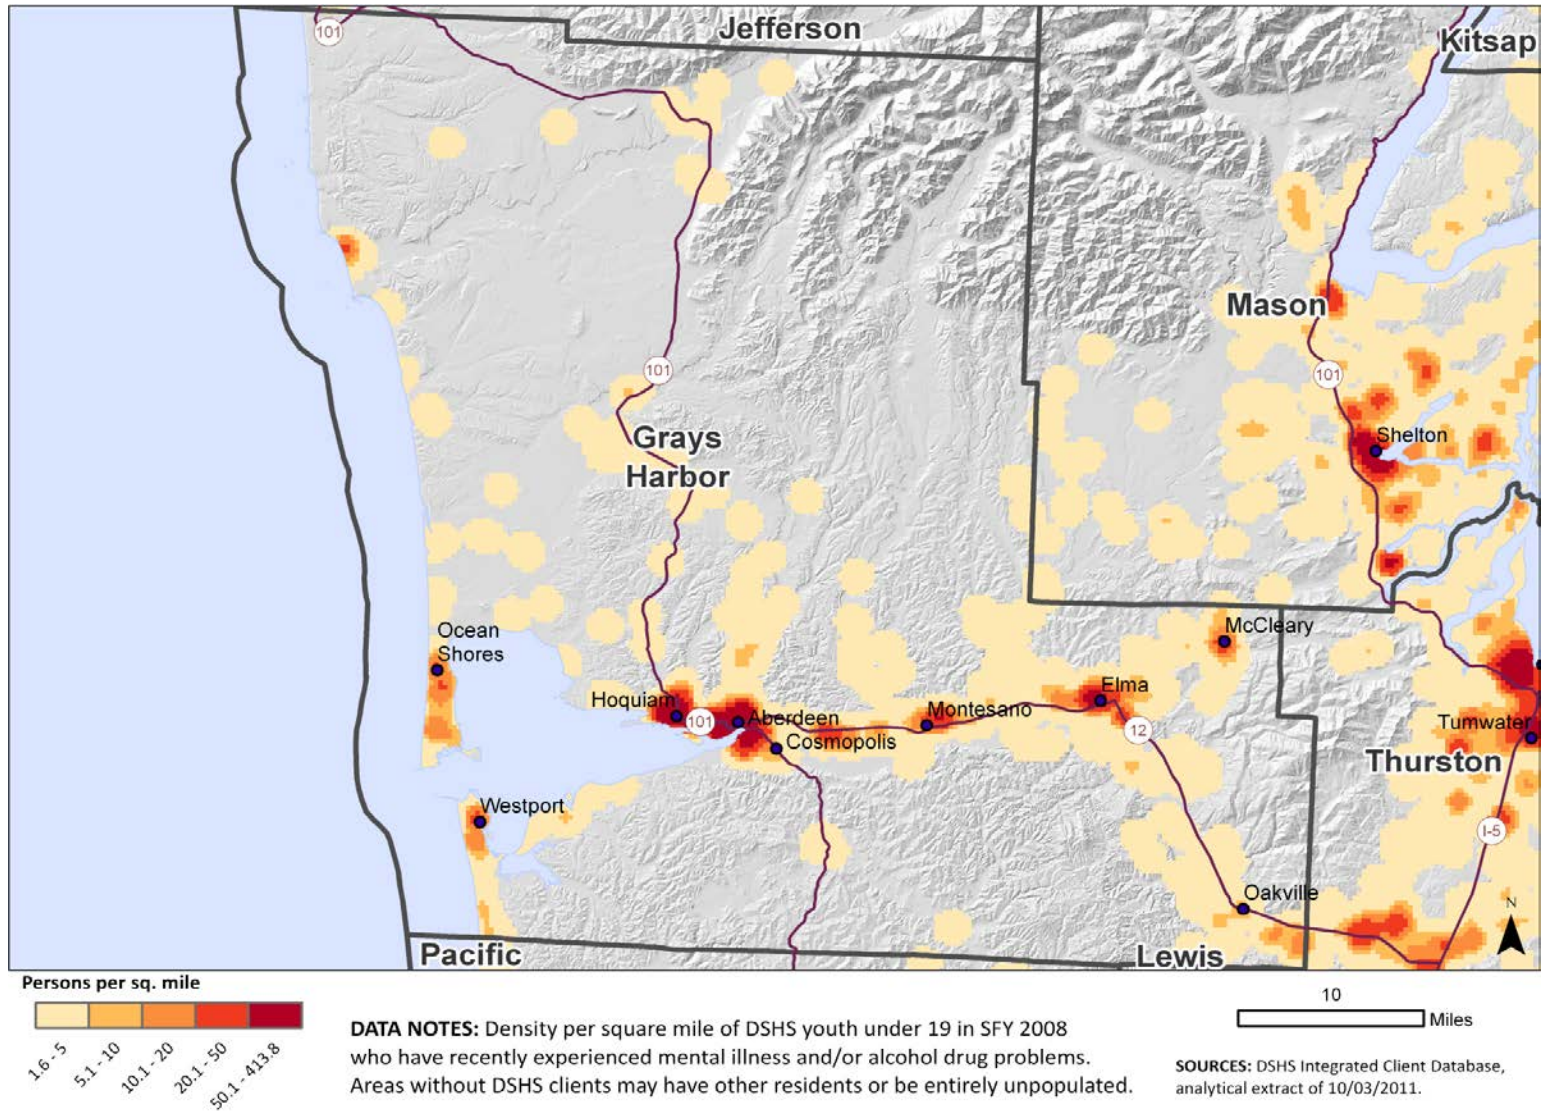 101
Jefferson
Kitsap
Mason
101
101
Grays
Harbor
Shelton
Ocean
Shores
McCleary
Hoquiam
101
Aberdeen
Cosmopolis
Montesano
Elma
12
Tumwater
Thurston
Westport
I-5
Oakville
N
Pacific
Lewis
Persons per sq. mile
1.6 - 5
5.1 - 10
10.1 - 20
20.1 - 50
50.1 - 413.8
DATA NOTES: Density per square mile of DSHS youth under 19 in SFY 2008
who have recently experienced mental illness and/or alcohol drug problems.
Areas without DSHS clients may have other residents or be entirely unpopulated.
10
Miles
SOURCES: DSHS Integrated Client Database,
analytical extract of 10/03/2011.